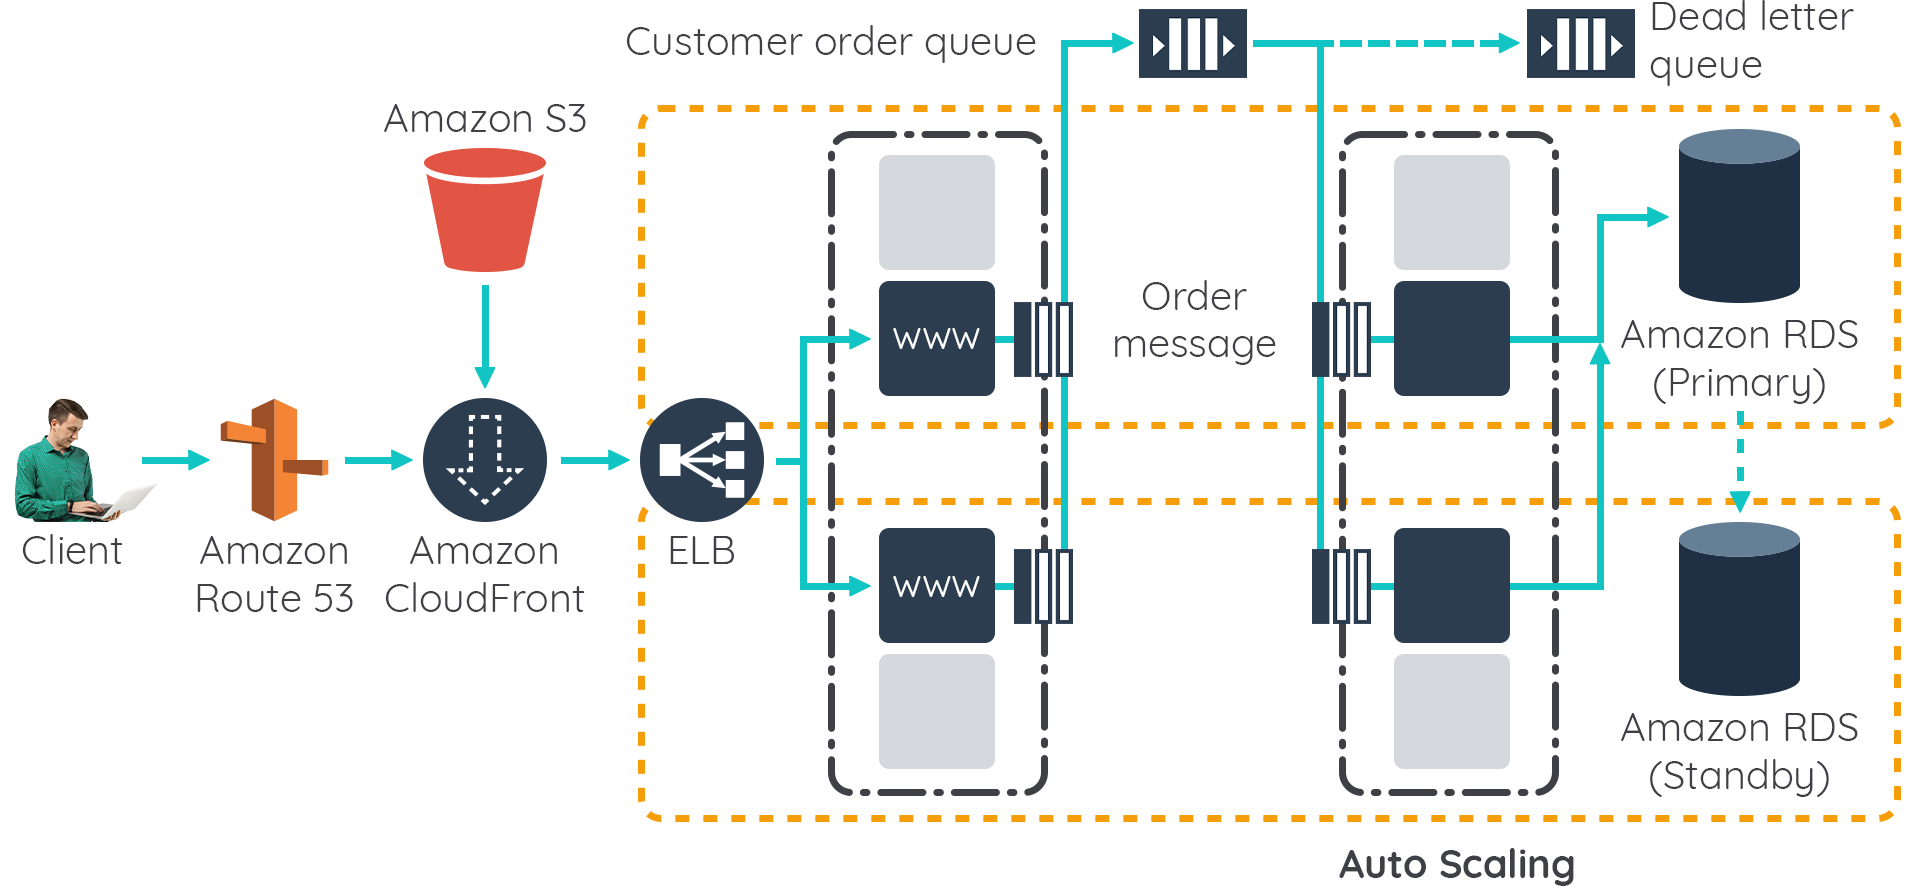 Customer order queue
Dead letter
queue
Amazon S3
Order
message
WWW
Amazon RDS
(Primary)
Client
Amazon
Route 53
Amazon
CloudFront
ELB
WWW
Amazon RDS
(Standby)
Auto Scaling